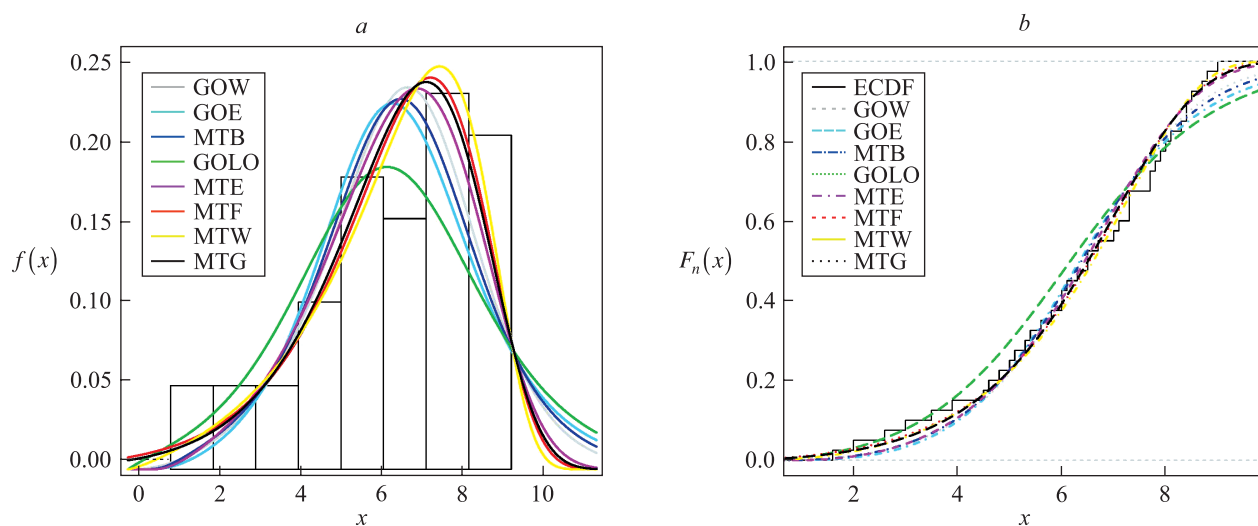 a
0.25
0.20
0.15
f(x)
0.10
0.05
0.00
GOW
GOE
MTB
GOLO
MTE
MTF
MTW
MTG
0 2 4 6 8 10
x
b
1.0
0.8
0.6
F_n(x)
0.4
0.2
0.0
ECDF
GOW
GOE
MTB
GOLO
MTE
MTF
MTW
MTG
2 4 6 8
x